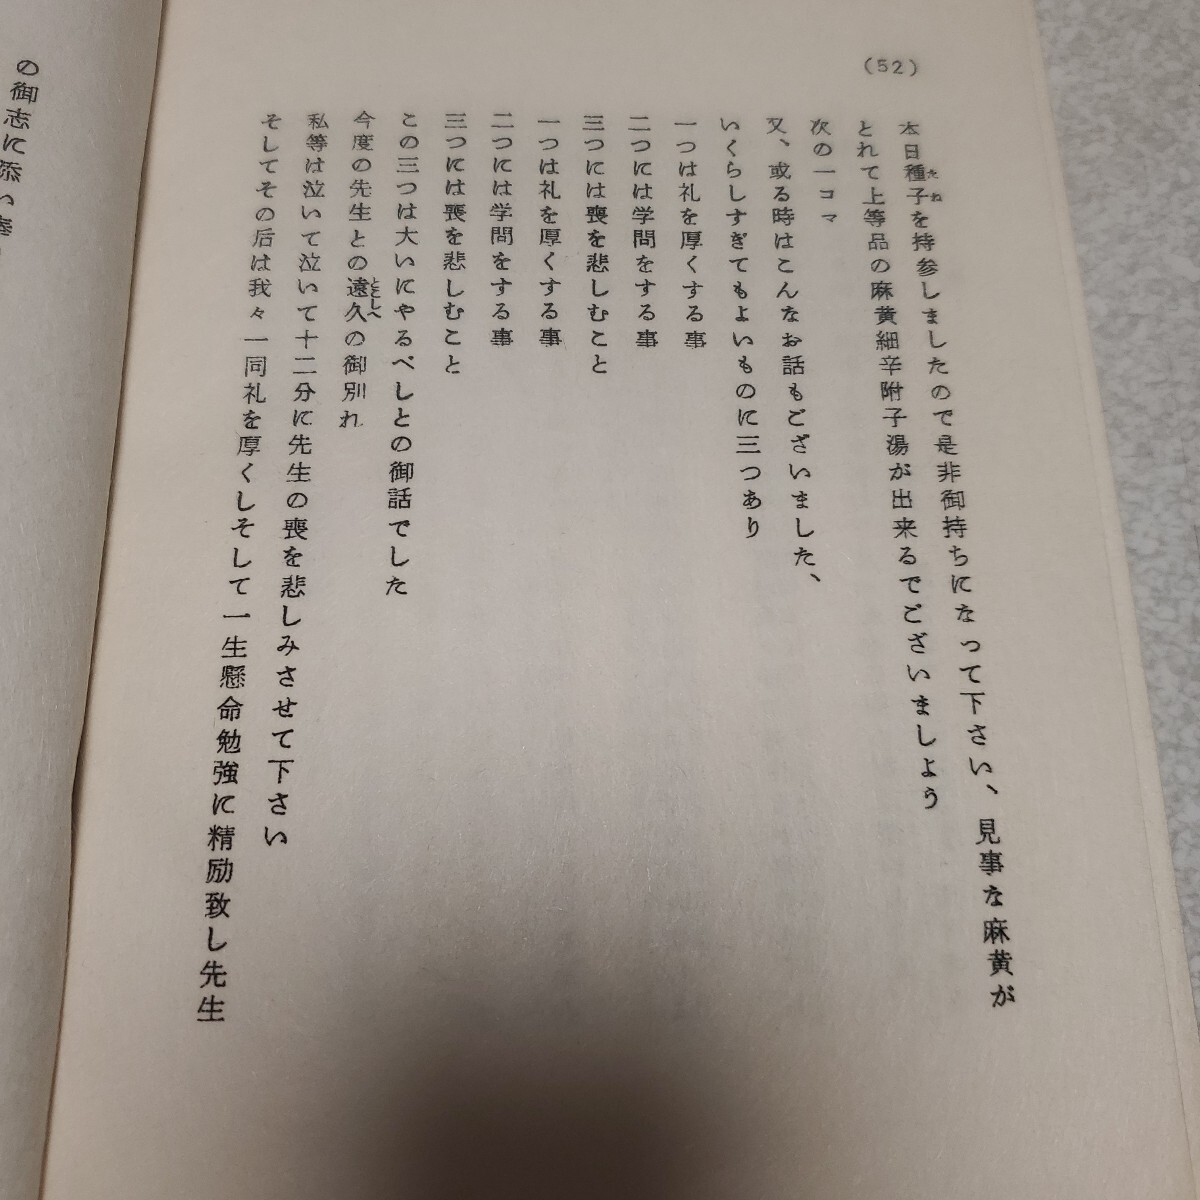 (52)
本日種子を持参しましたので是非御持ちになって下さい、見事な麻黄が
たね
とれて上等品の麻黄細辛附子湯が出来るでございましよう
次の一コマ
又、或る時はこんなお話もございました、
いくらしすぎてもよいものに三つあり
一つは礼を厚くする事
二つには学問をする事
三つには喪を悲しむこと
一つは礼を厚くする事
二つには学問をする事
三つには喪を悲しむこと
この三つは大いにやるべしとの御話でした
今度の先生との遠久の御別れ
とこしへ
私等は泣いて泣いて十二分に先生の喪を悲しみさせて下さい
そしてその后は我々一同礼を厚くしそして一生懸命勉強に精励致し先生
の御志に添い